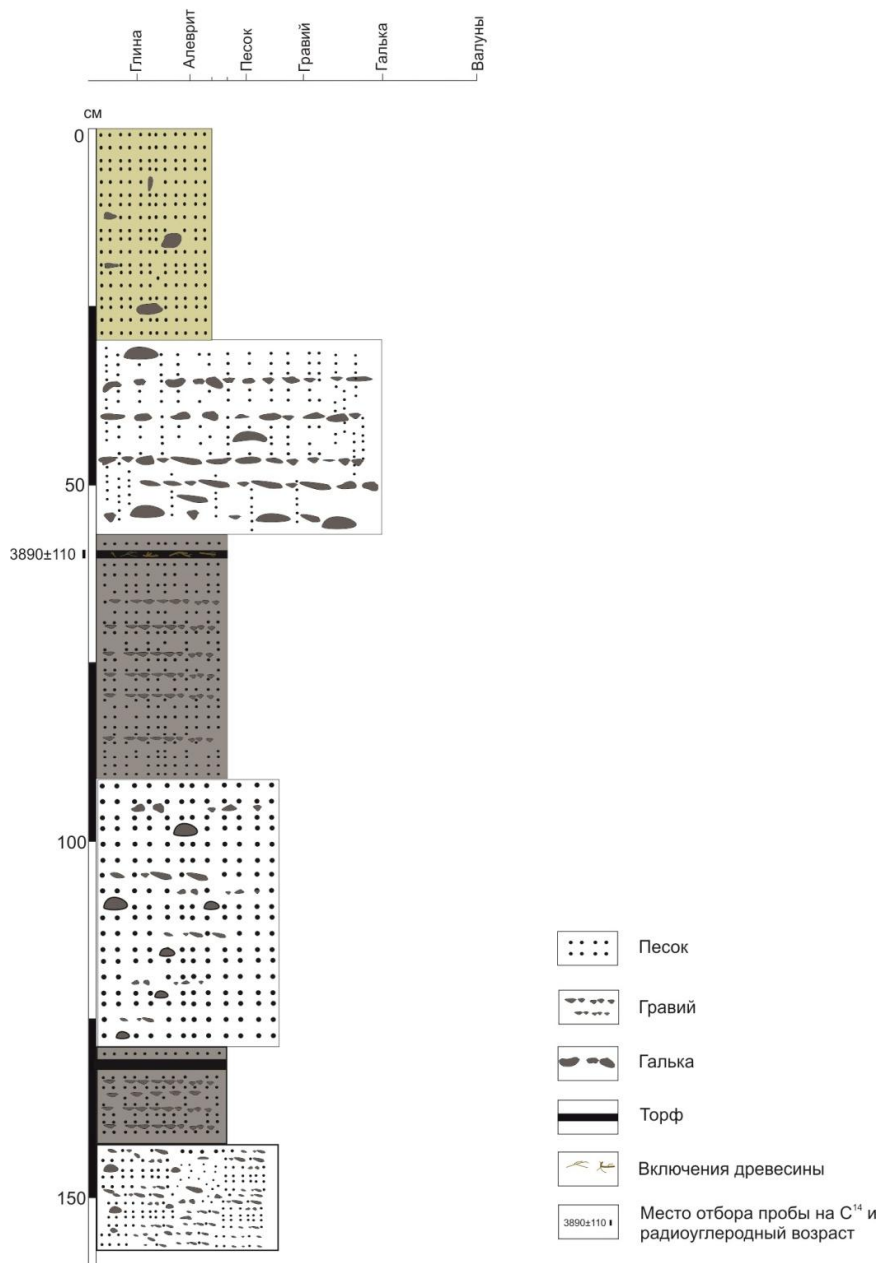 Глина
Алеврит
Песок
Гравий
Галька
Валуны
см
0
50
3890±110
100
150
Песок
Гравий
Галька
Торф
Включения древесины
3890±110
Место отбора пробы на C¹⁴ и
радиоуглеродный возраст